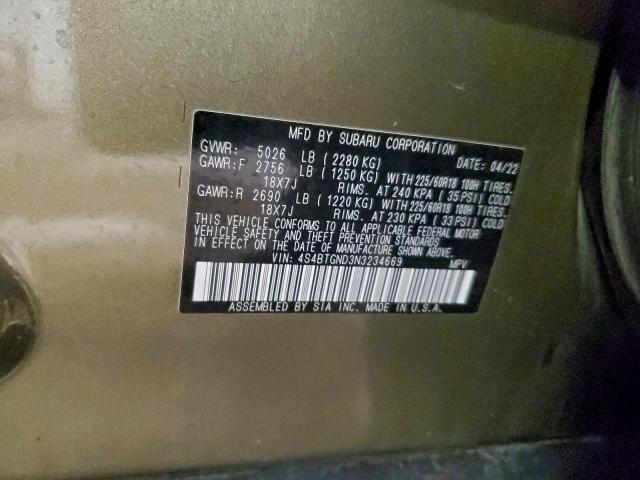 MFD BY SUBARU CORPORATION
GVWR: 5026 LB (2280 KG) DATE: 04/22
GAWR:F 2756 LB (1250 KG) WITH 225/60R18 100H TIRES,
18X7J RIMS, AT 240 KPA (35 PSI) COLD
GAWR:R 2690 LB (1220 KG) WITH 225/60R18 100H TIRES,
18X7J RIMS, AT 230 KPA (33 PSI) COLD
THIS VEHICLE CONFORMS TO ALL APPLICABLE FEDERAL MOTOR
VEHICLE SAFETY AND THEFT PREVENTION STANDARDS
IN EFFECT ON THE DATE OF MANUFACTURE SHOWN ABOVE.
VIN: 4S4BTGND3N3234669 MPV
ASSEMBLED BY SIA INC. MADE IN U.S.A.